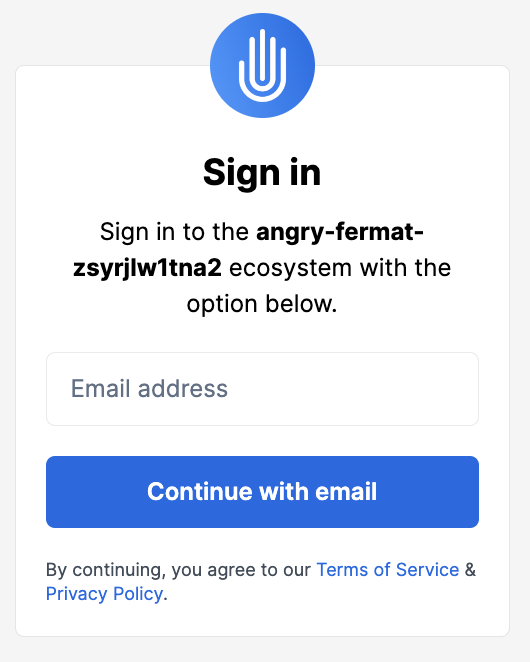 Sign in
Sign in to the angry-fermat-
zsyrjlw1tna2 ecosystem with the
option below.
Email address
Continue with email
By continuing, you agree to our Terms of Service &
Privacy Policy.